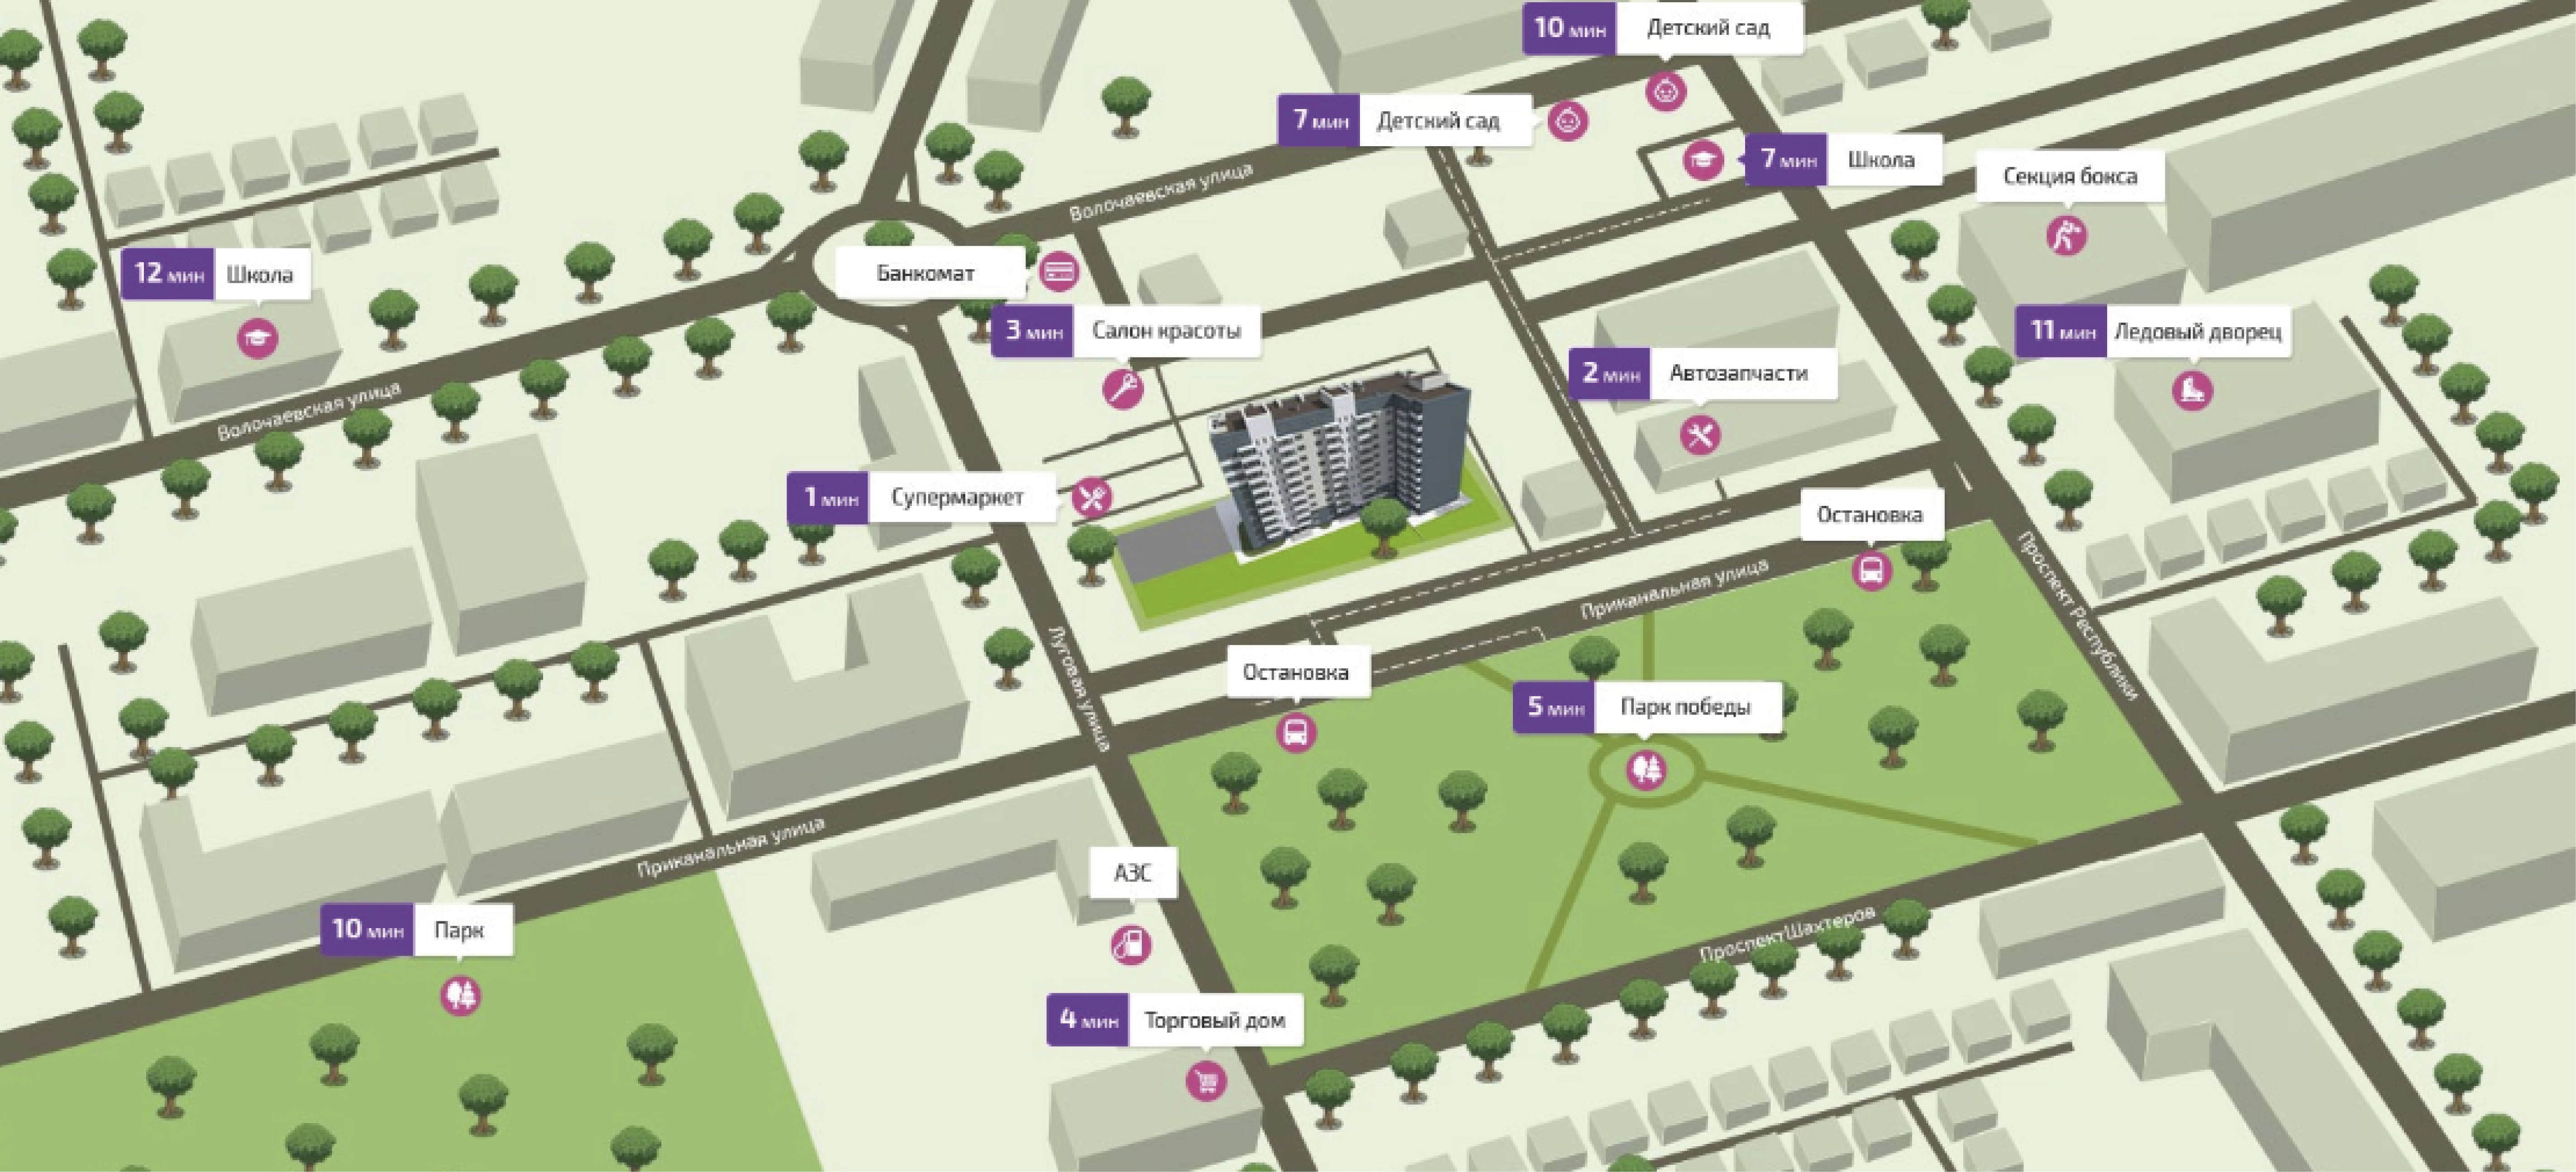 10 мин Детский сад
7 мин Детский сад
7 мин Школа
Секция бокса
Волочаевская улица
12 мин Школа
Банкомат
3 мин Салон красоты
11 мин Ледовый дворец
2 мин Автозапчасти
Волочаевская улица
1 мин Супермаркет
Остановка
Приканальная улица
Проспект Республики
Луговая улица
Остановка
5 мин Парк победы
Приканальная улица
АЗС
10 мин Парк
Проспект Шахтеров
4 мин Торговый дом